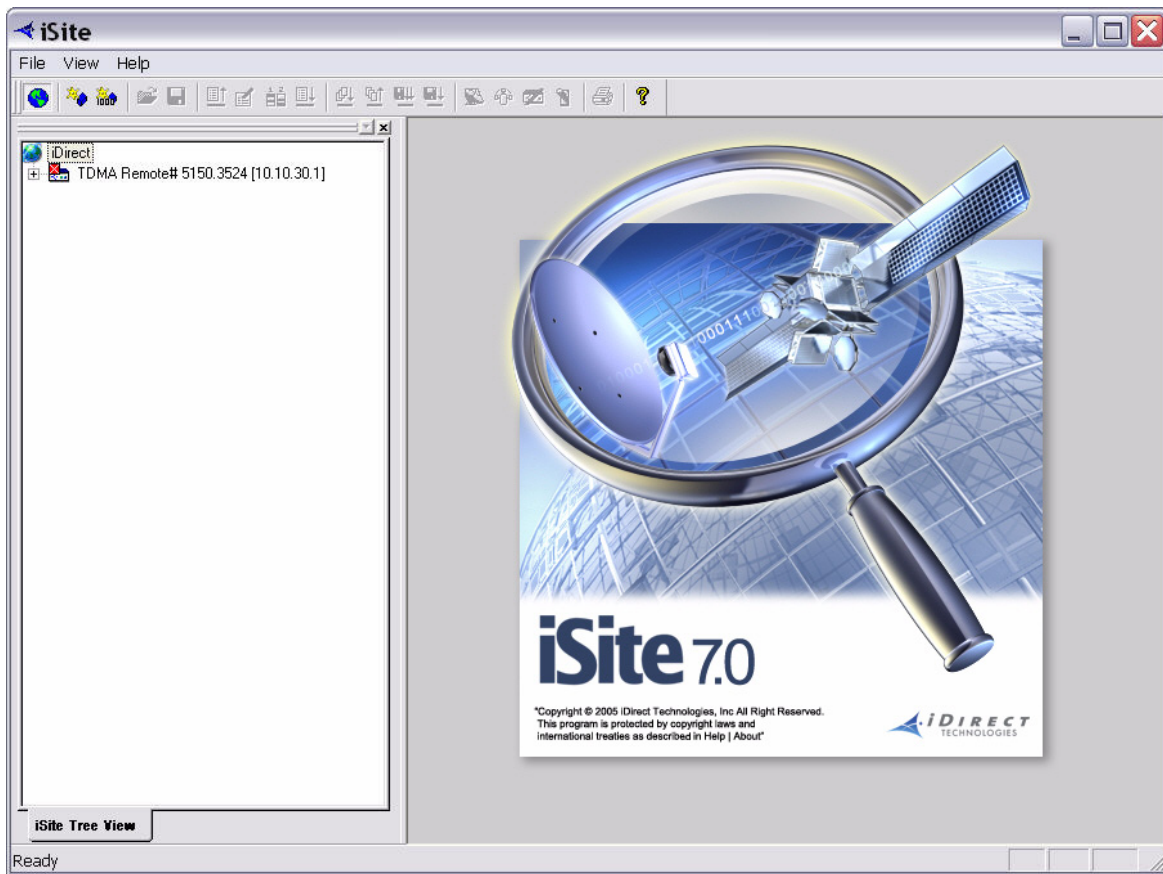 iSite
File View Help
1000
iDirect
TDMA Remote# 5150.3524 [10.10.30.1]
iSite 7.0
"Copyright © 2005 iDirect Technologies, Inc All Right Reserved.
This program is protected by copyright laws and
international treaties as described in Help | About"
iDIRECT
TECHNOLOGIES
iSite Tree View
Ready